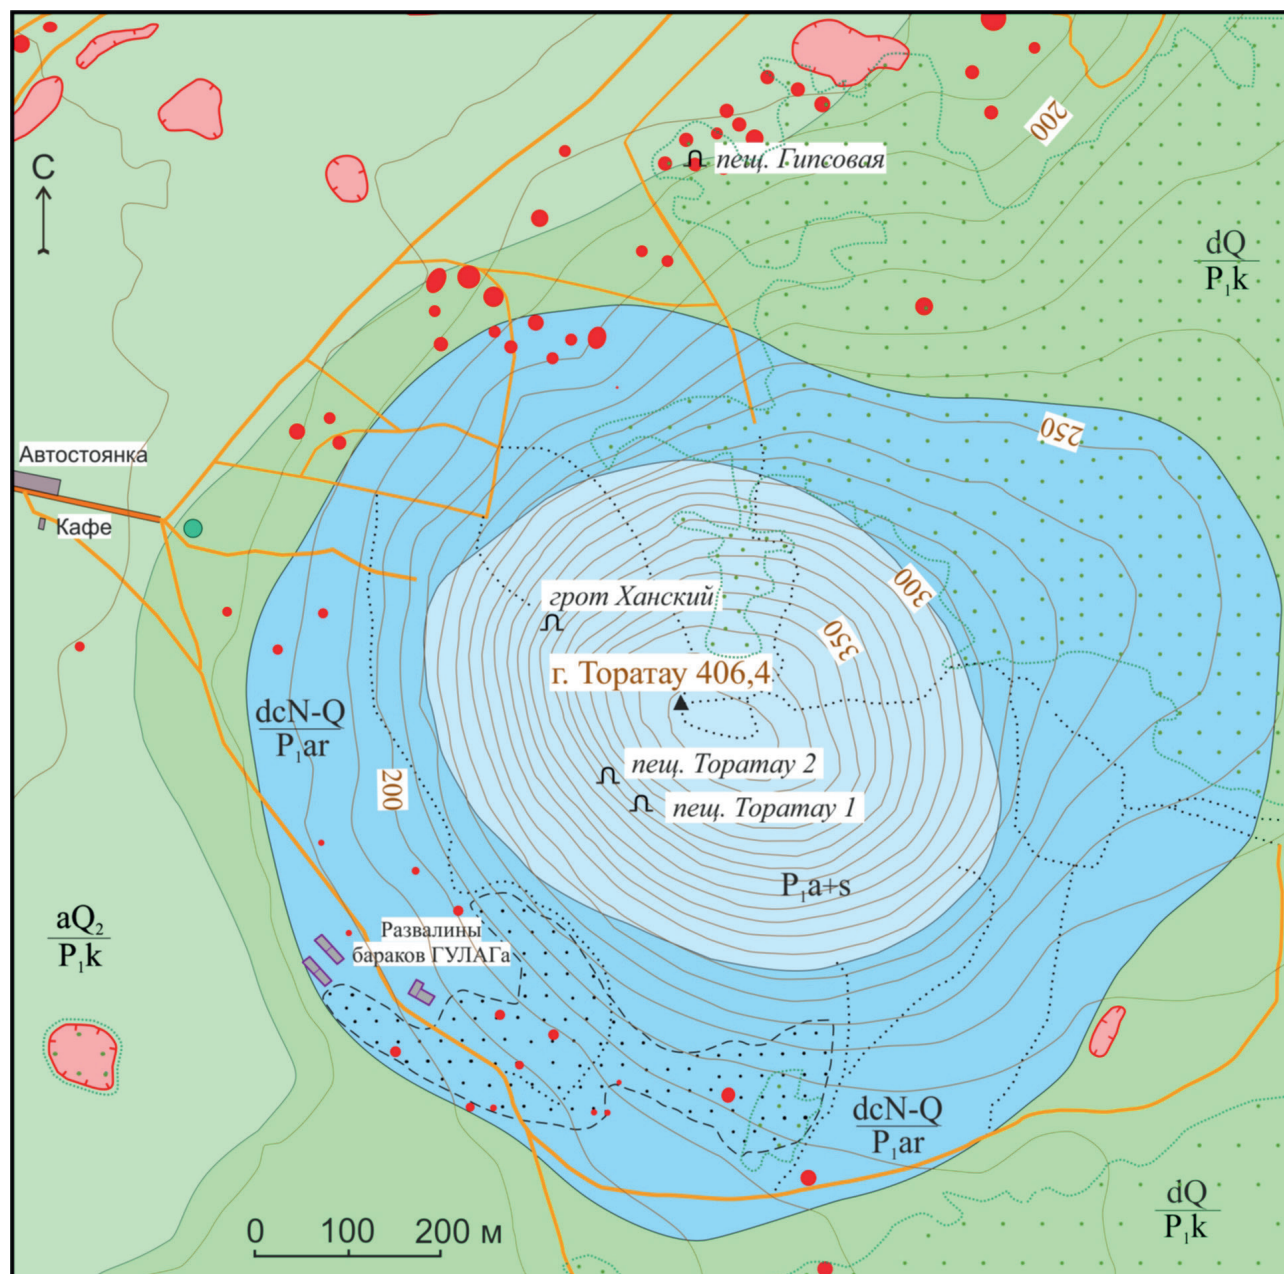 С
200
пещ. Гипсовая
dQ
P₁k
250
Автостоянка
Кафе
300
грот Ханский
350
г. Торатау 406,4
dcN-Q
P₁ar
200
пещ. Торатау 2
пещ. Торатау 1
P₁a+s
aQ₂
P₁k
Развалины
бараков ГУЛАГа
dcN-Q
P₁ar
dQ
P₁k
0 100 200 м